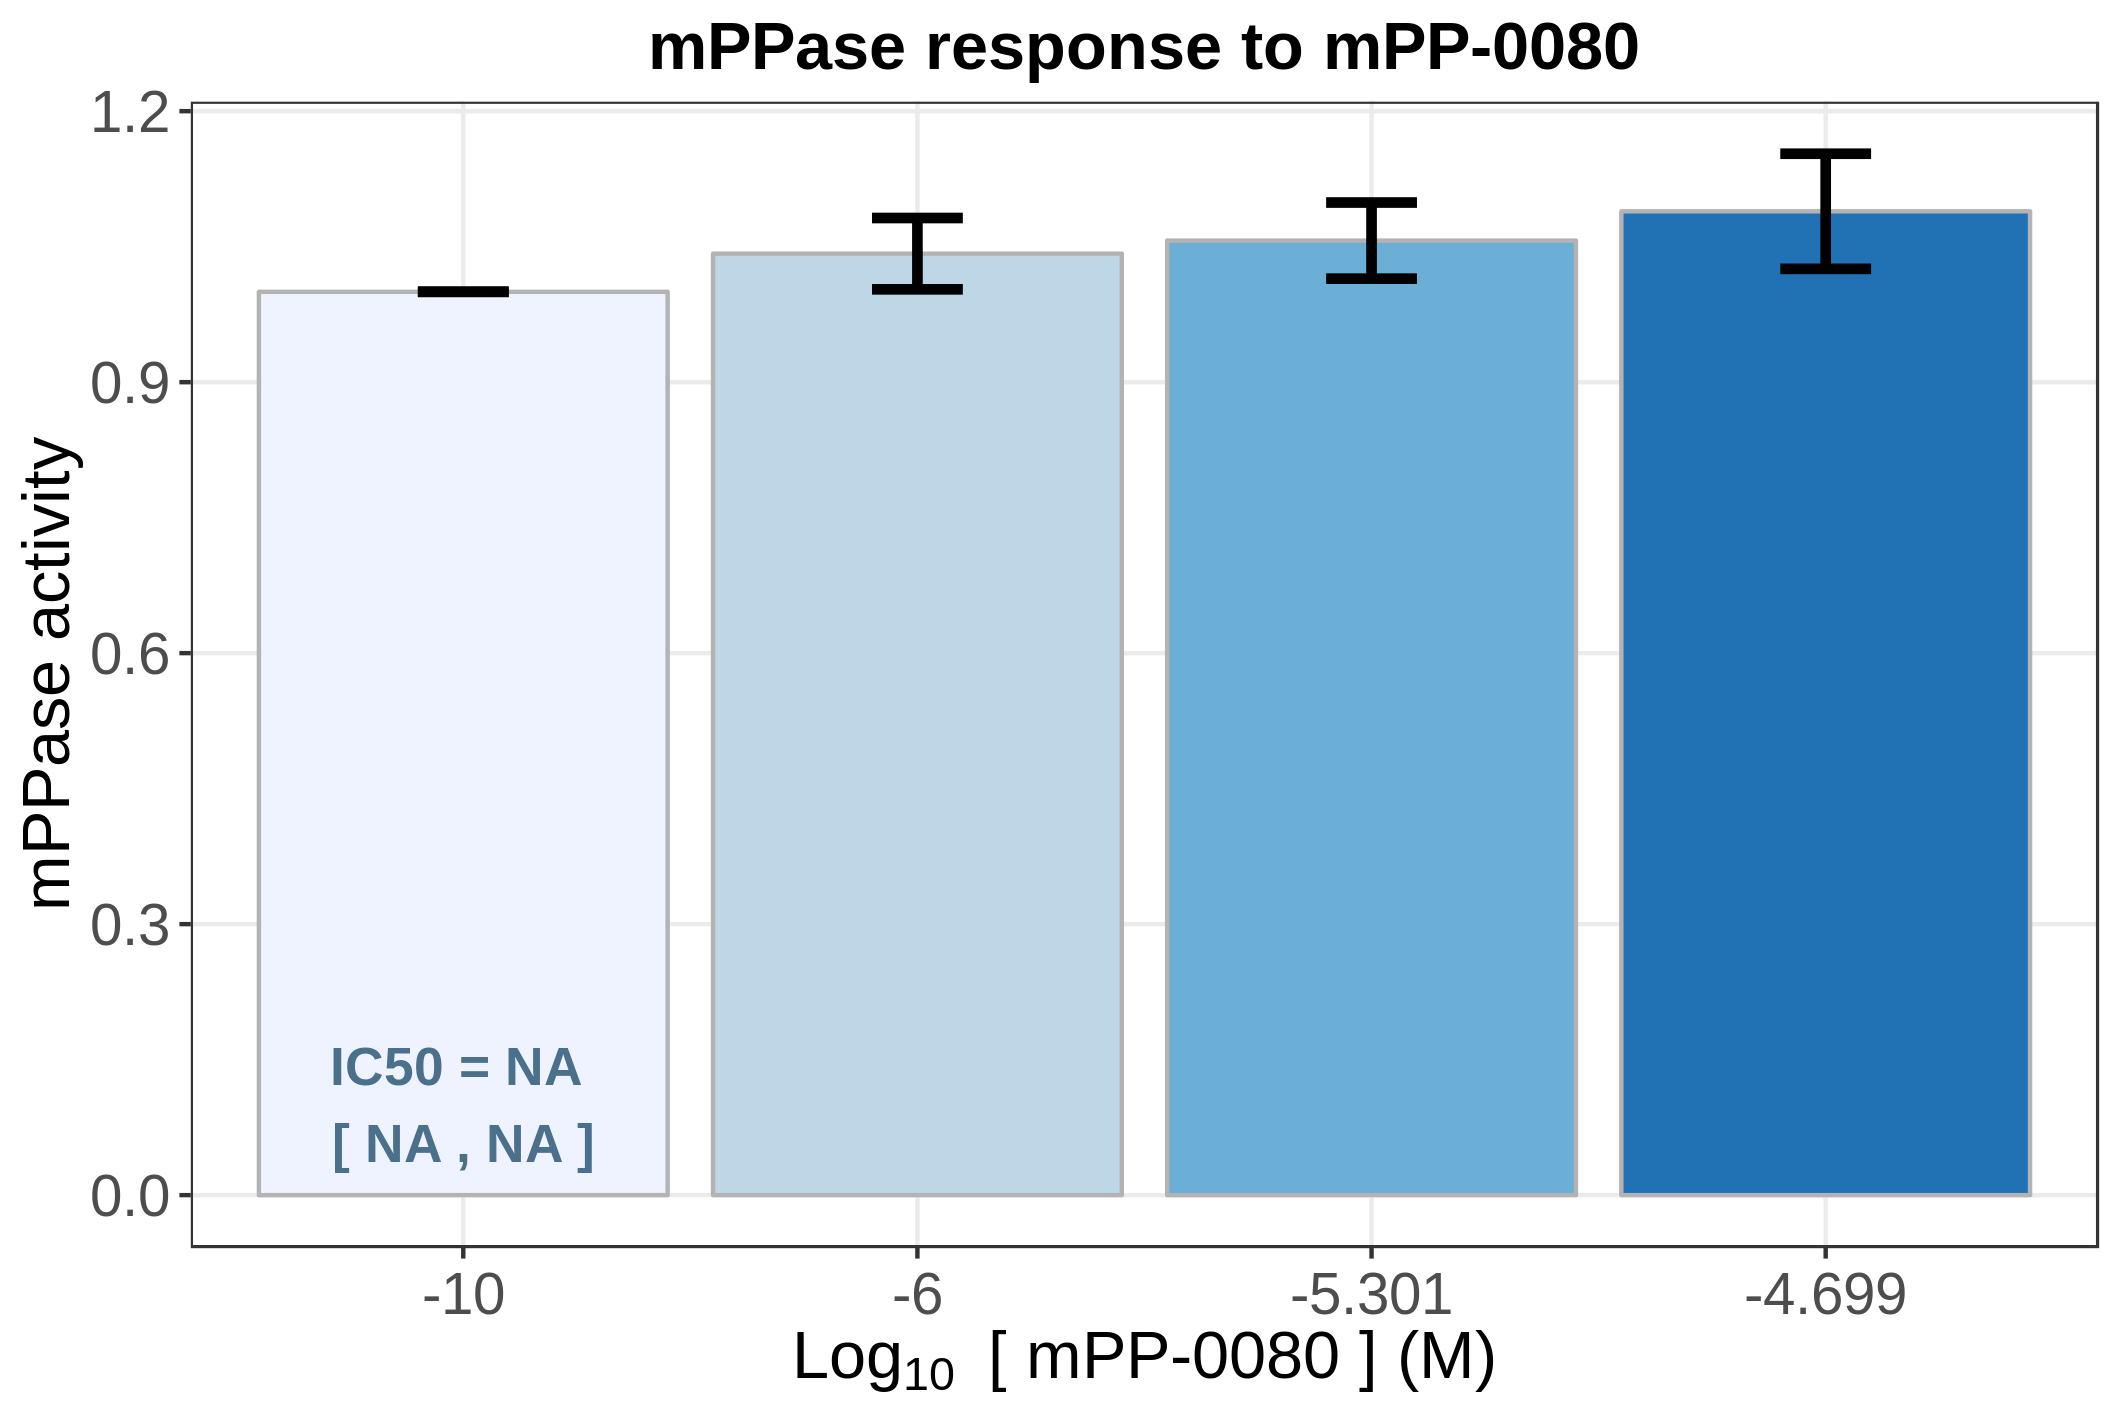 mPPase response to mPP-0080
1.2
0.9
0.6
0.3
0.0
mPPase activity
IC50 = NA
[ NA , NA ]
-10 -6 -5.301 -4.699
Log10 [ mPP-0080 ] (M)